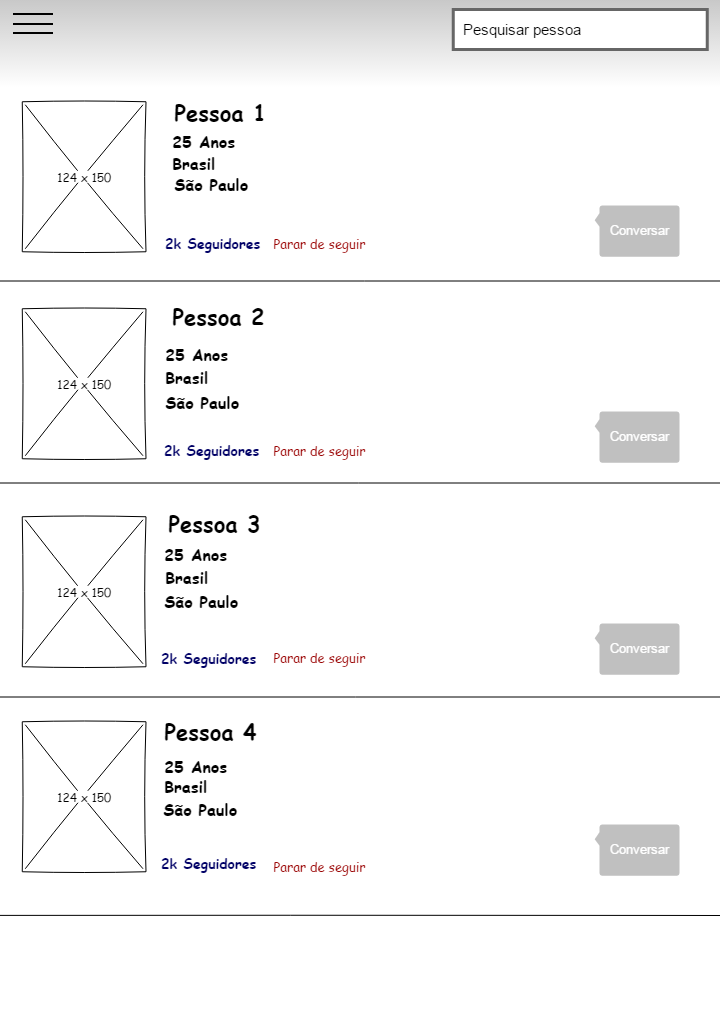 Pesquisar pessoa
Pessoa 1
25 Anos
Brasil
São Paulo
124 x 150
Conversar
2k Seguidores Parar de seguir
Pessoa 2
25 Anos
Brasil
124 x 150
São Paulo
Conversar
2k Seguidores Parar de seguir
Pessoa 3
25 Anos
Brasil
124 x 150
São Paulo
Conversar
2k Seguidores Parar de seguir
Pessoa 4
25 Anos
Brasil
124 x 150
São Paulo
Conversar
2k Seguidores Parar de seguir